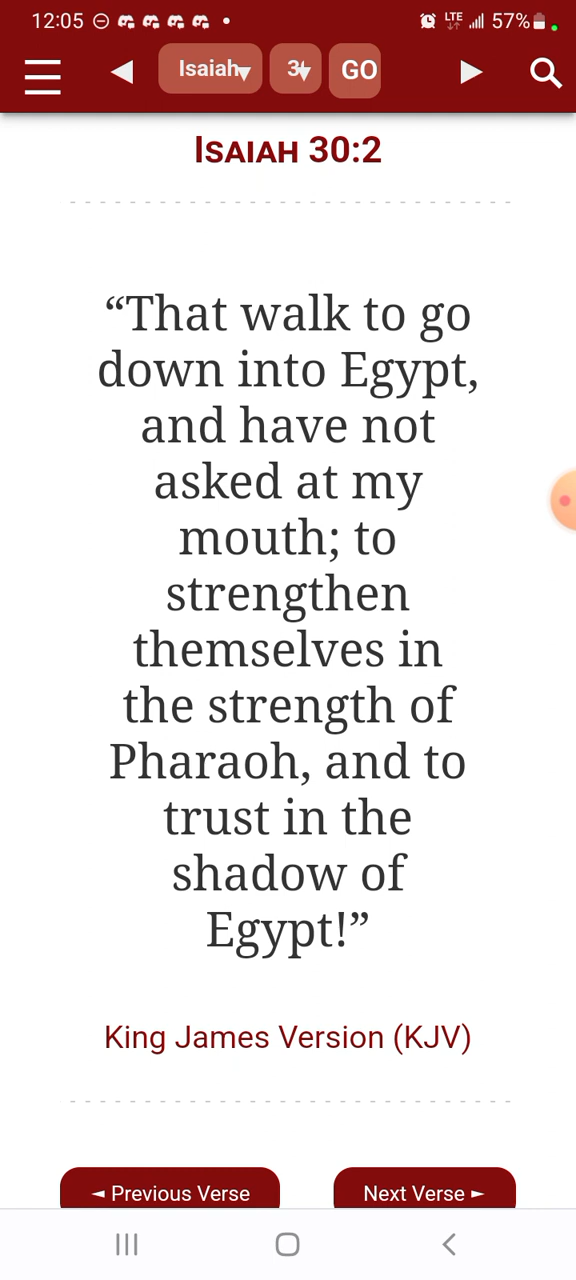 12:05 LTE 57%
Isaiah 3 GO
ISAIAH 30:2
“That walk to go
down into Egypt,
and have not
asked at my
mouth; to
strengthen
themselves in
the strength of
Pharaoh, and to
trust in the
shadow of
Egypt!”
King James Version (KJV)
◄ Previous Verse Next Verse ►